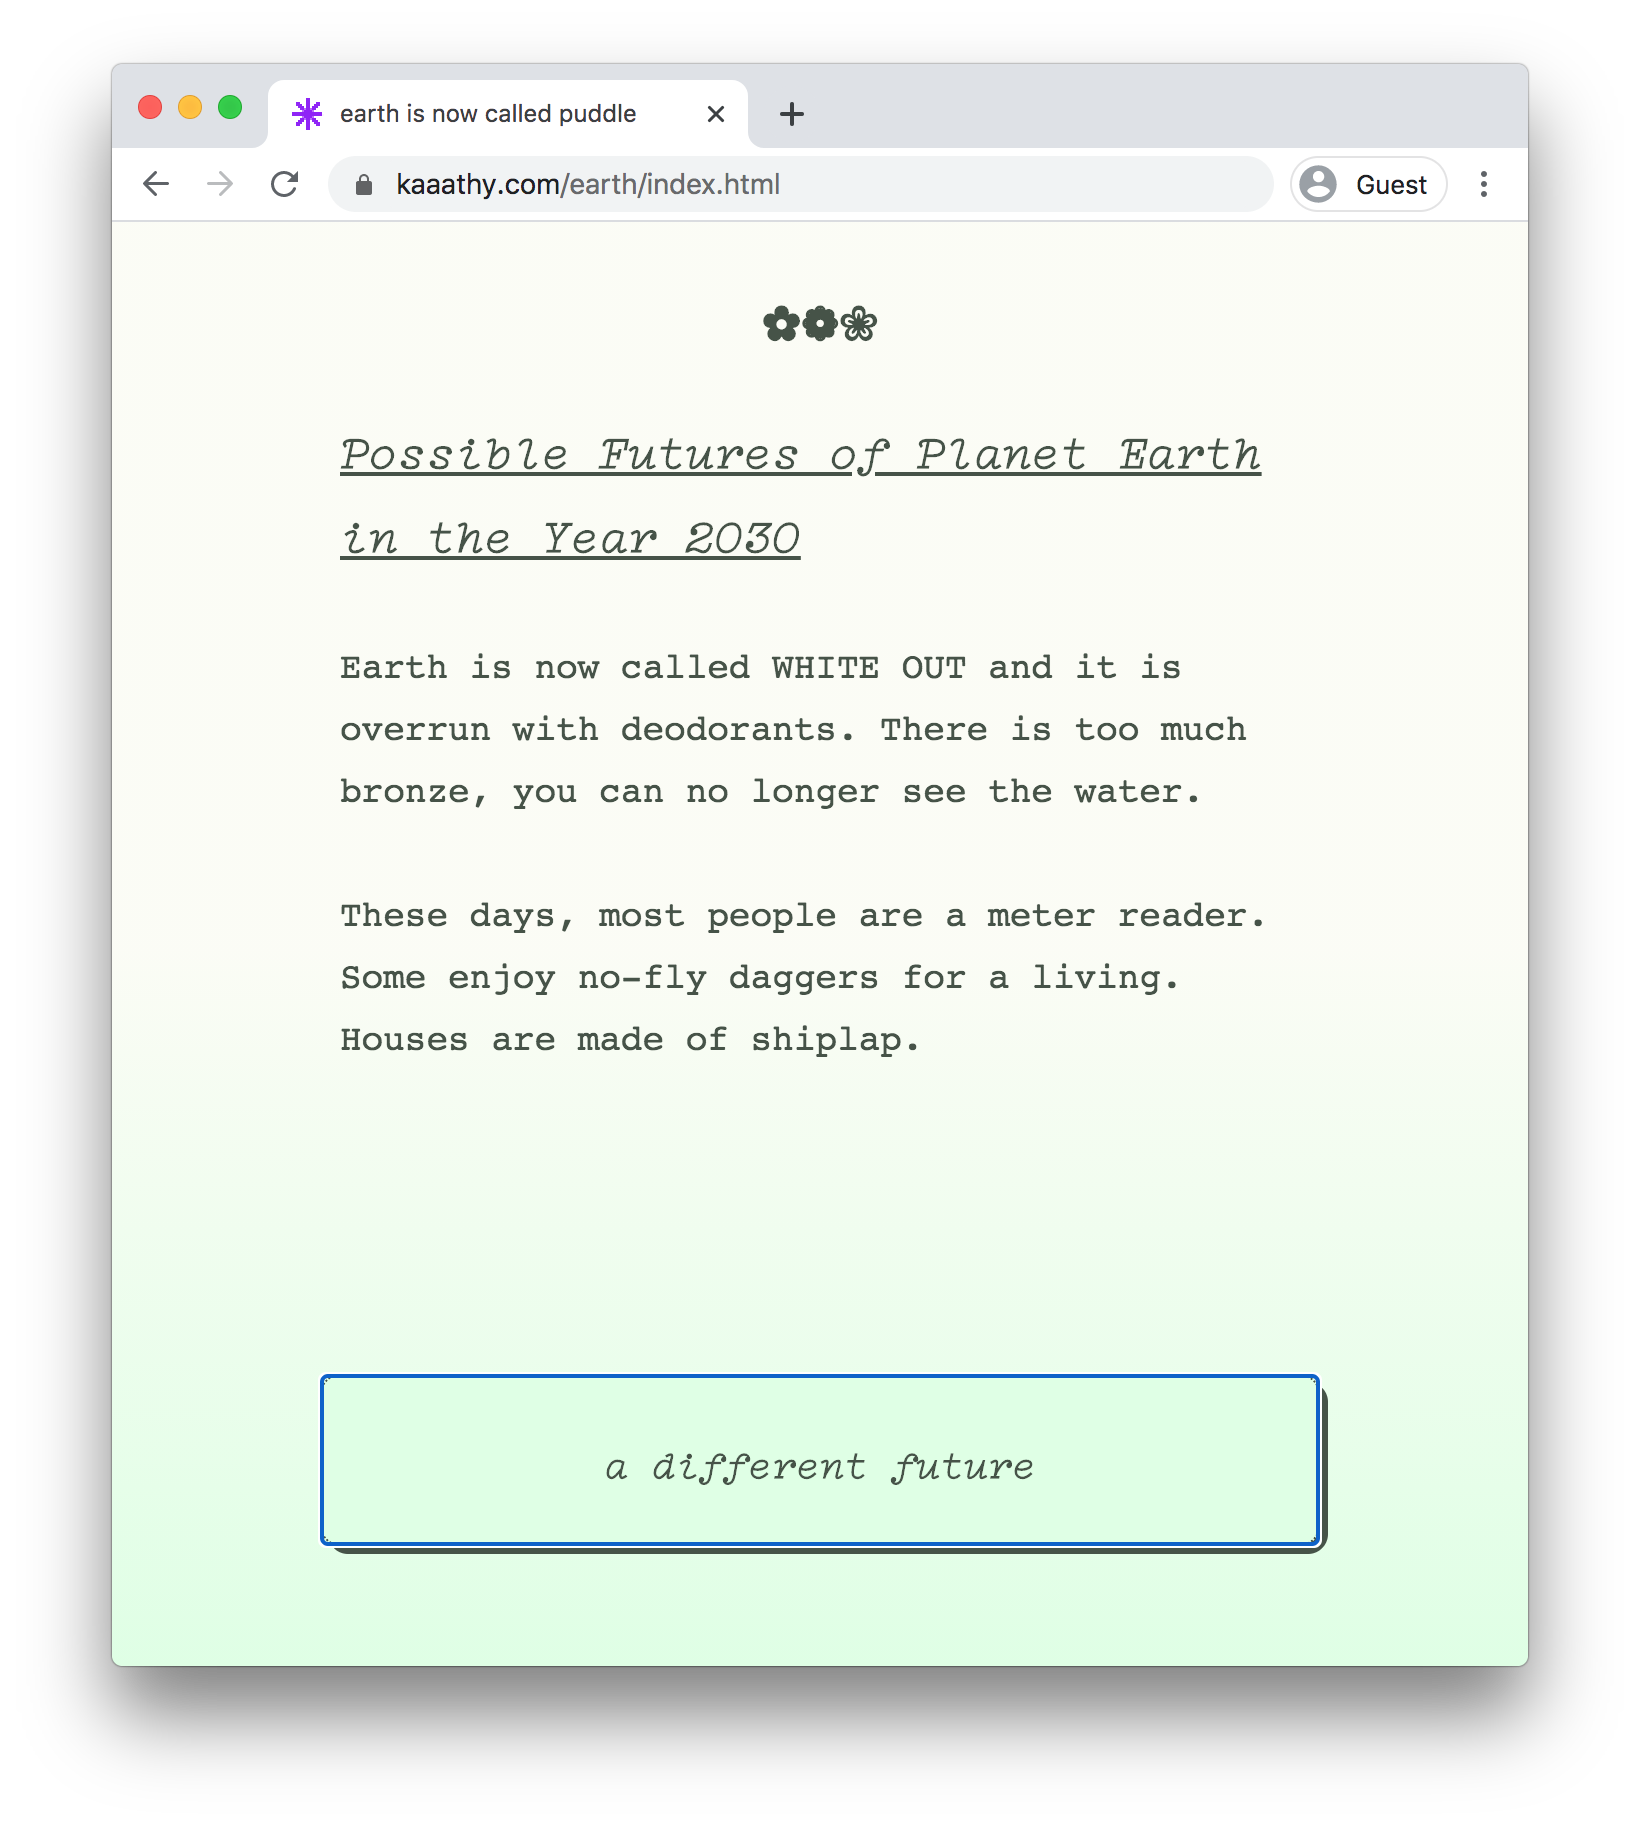 earth is now called puddle
kaaathy.com/earth/index.html
Guest
✿❁❀
Possible Futures of Planet Earth
in the Year 2030
Earth is now called WHITE OUT and it is
overrun with deodorants. There is too much
bronze, you can no longer see the water.
These days, most people are a meter reader.
Some enjoy no-fly daggers for a living.
Houses are made of shiplap.
a different future